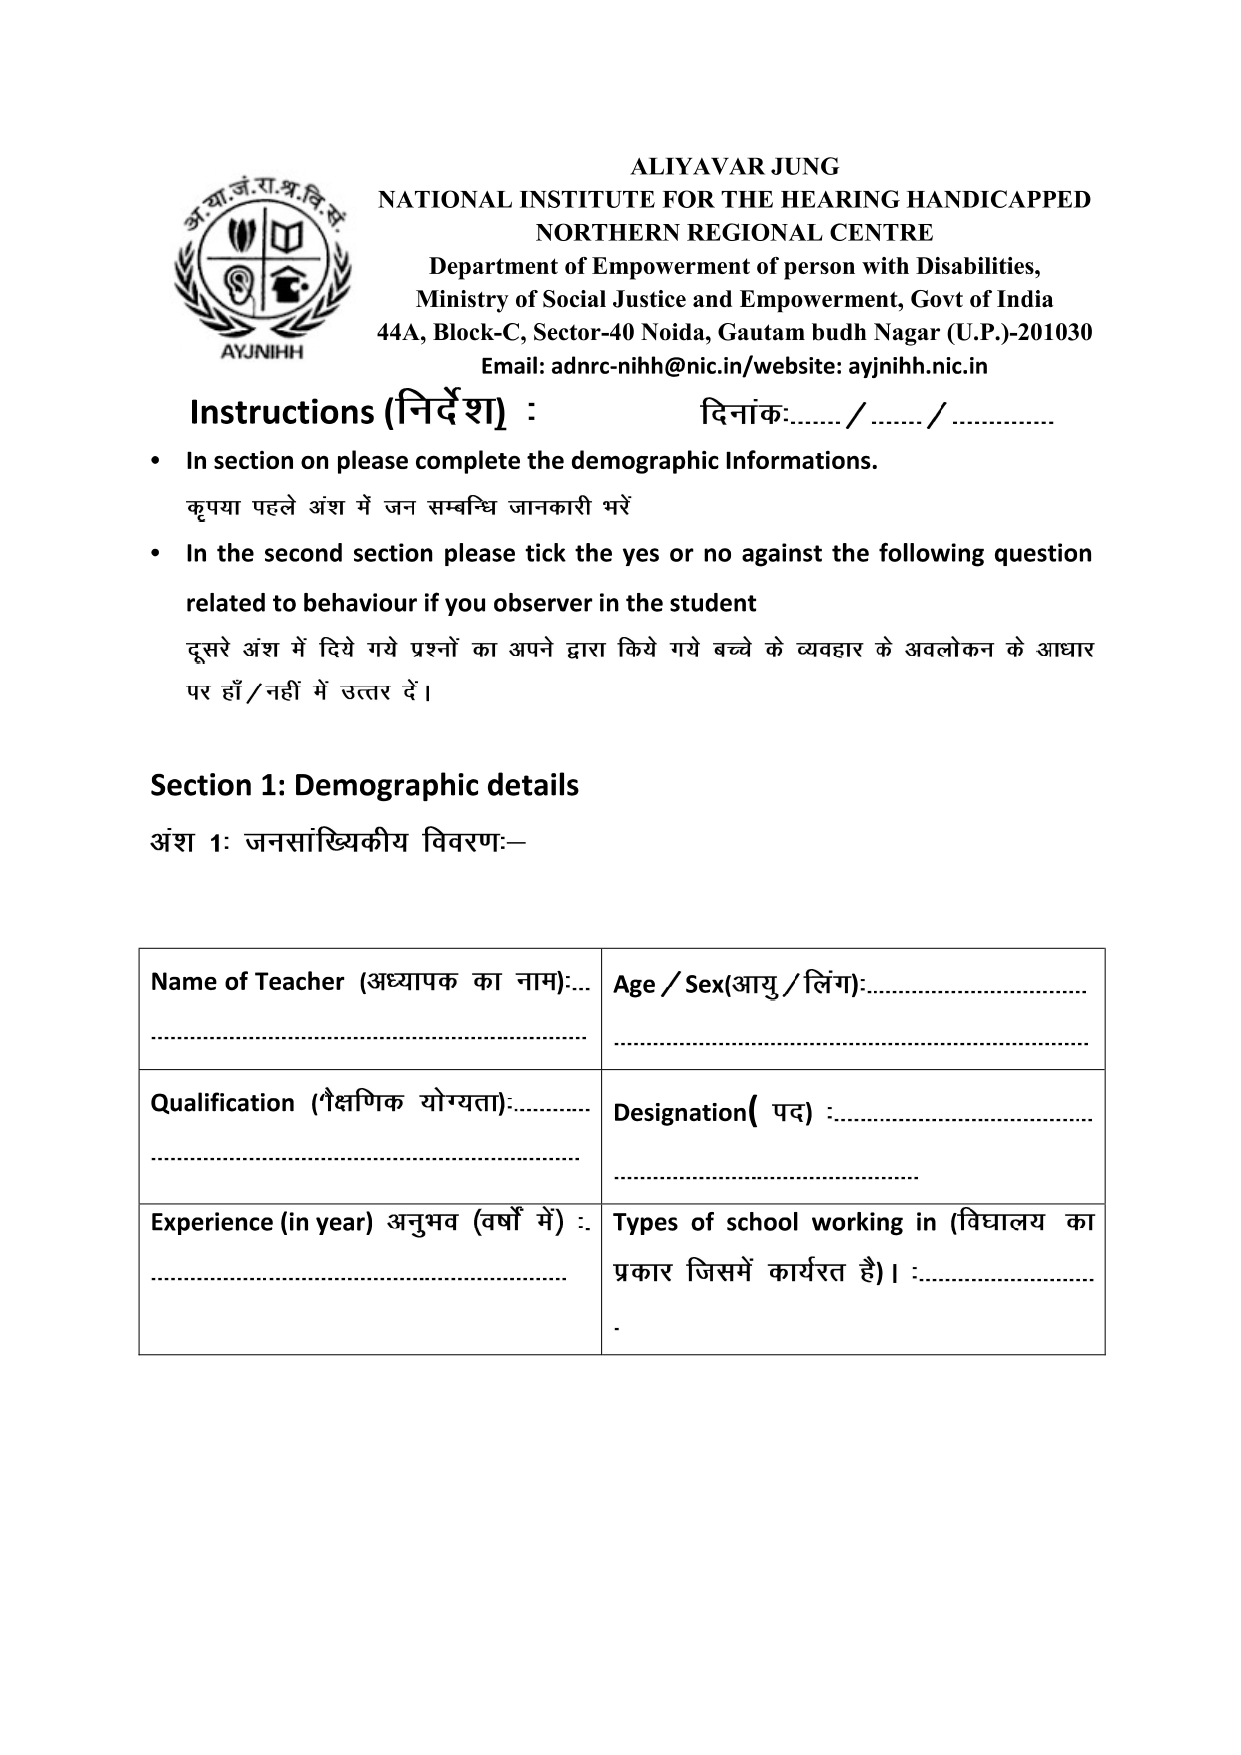 ALIYAVAR JUNG
NATIONAL INSTITUTE FOR THE HEARING HANDICAPPED
NORTHERN REGIONAL CENTRE
Department of Empowerment of person with Disabilities,
Ministry of Social Justice and Empowerment, Govt of India
44A, Block-C, Sector-40 Noida, Gautam budh Nagar (U.P.)-201030
Email: adnrc-nihh@nic.in/website: ayjnihh.nic.in
अ.या.जं.रा.श्र.वि.सं.
AYJNIHH
Instructions (निर्देश) : दिनांक:....... / ....... / ..............
• In section on please complete the demographic Informations.
कृपया पहले अंश में जन सम्बन्धि जानकारी भरें
• In the second section please tick the yes or no against the following question
related to behaviour if you observer in the student
दूसरे अंश में दिये गये प्रश्नों का अपने द्वारा किये गये बच्चे के व्यवहार के अवलोकन के आधार
पर हाँ/नहीं में उत्तर दें।
Section 1: Demographic details
अंश 1: जनसांख्यिकीय विवरण:–
Name of Teacher (अध्यापक का नाम):...
....................................................................
Age / Sex(आयु / लिंग):...................................
...........................................................................
Qualification (शैक्षणिक योग्यता):............
...................................................................
Designation( पद) :.........................................
................................................
Experience (in year) अनुभव (वर्षों में) :.
.................................................................
Types of school working in (विघालय का
प्रकार जिसमें कार्यरत है)। :............................
.